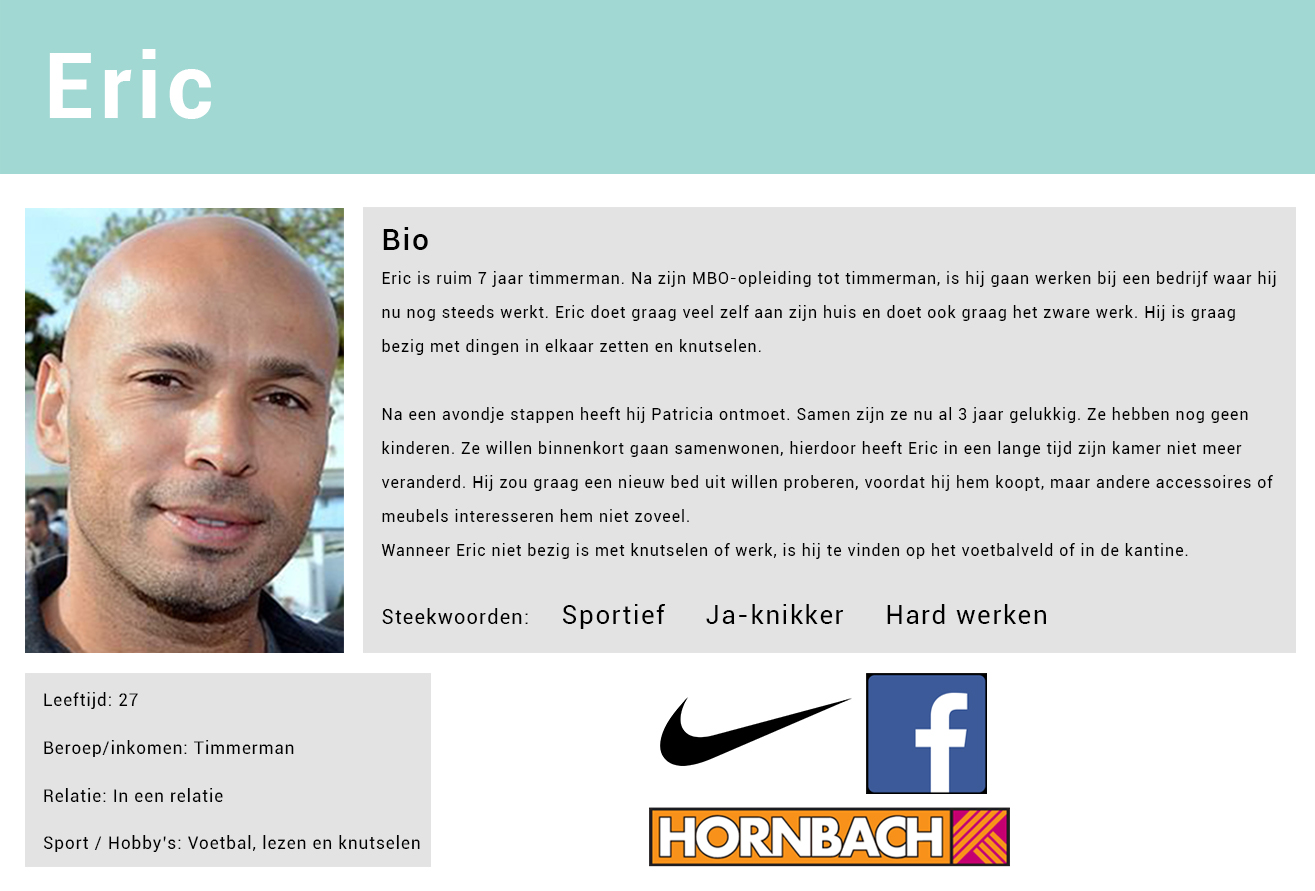 Eric
Bio
Eric is ruim 7 jaar timmerman. Na zijn MBO-opleiding tot timmerman, is hij gaan werken bij een bedrijf waar hij
nu nog steeds werkt. Eric doet graag veel zelf aan zijn huis en doet ook graag het zware werk. Hij is graag
bezig met dingen in elkaar zetten en knutselen.
Na een avondje stappen heeft hij Patricia ontmoet. Samen zijn ze nu al 3 jaar gelukkig. Ze hebben nog geen
kinderen. Ze willen binnenkort gaan samenwonen, hierdoor heeft Eric in een lange tijd zijn kamer niet meer
veranderd. Hij zou graag een nieuw bed uit willen proberen, voordat hij hem koopt, maar andere accessoires of
meubels interesseren hem niet zoveel.
Wanneer Eric niet bezig is met knutselen of werk, is hij te vinden op het voetbalveld of in de kantine.
Steekwoorden: Sportief Ja-knikker Hard werken
Leeftijd: 27
Beroep/inkomen: Timmerman
Relatie: In een relatie
Sport / Hobby's: Voetbal, lezen en knutselen
f
HORNBACH